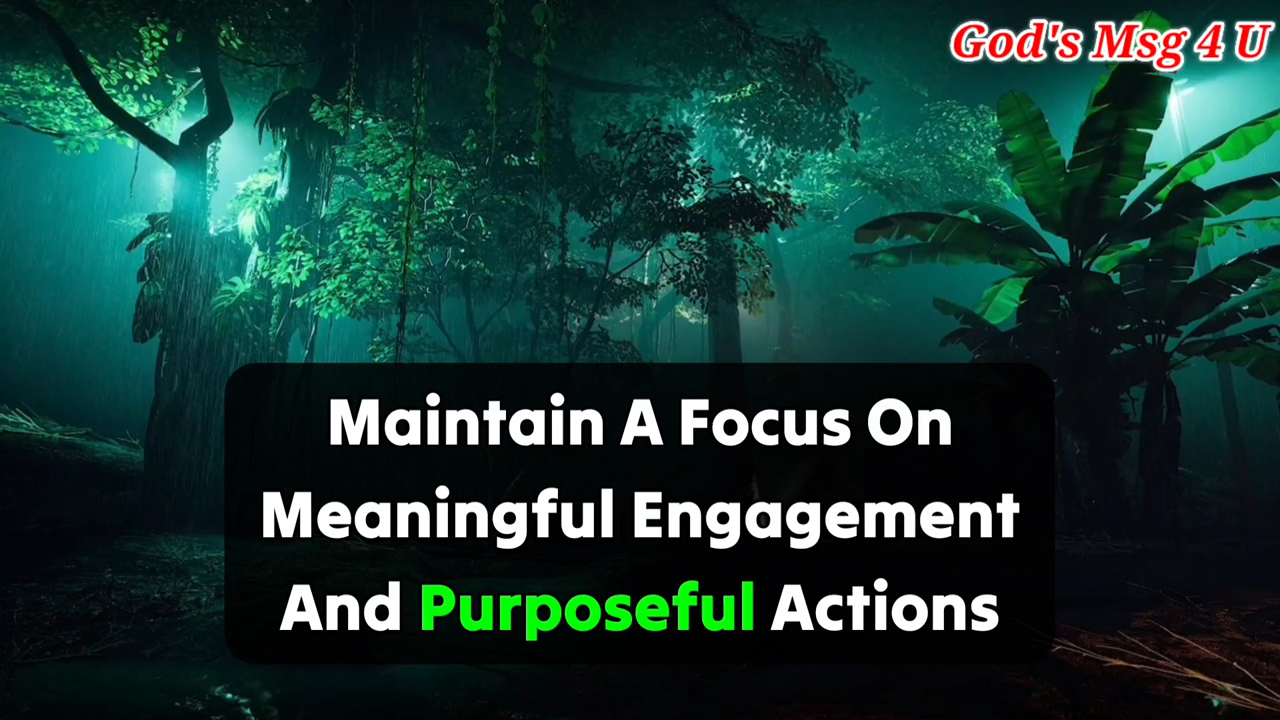 God's Msg 4 U
Maintain A Focus On
Meaningful Engagement
And Purposeful Actions